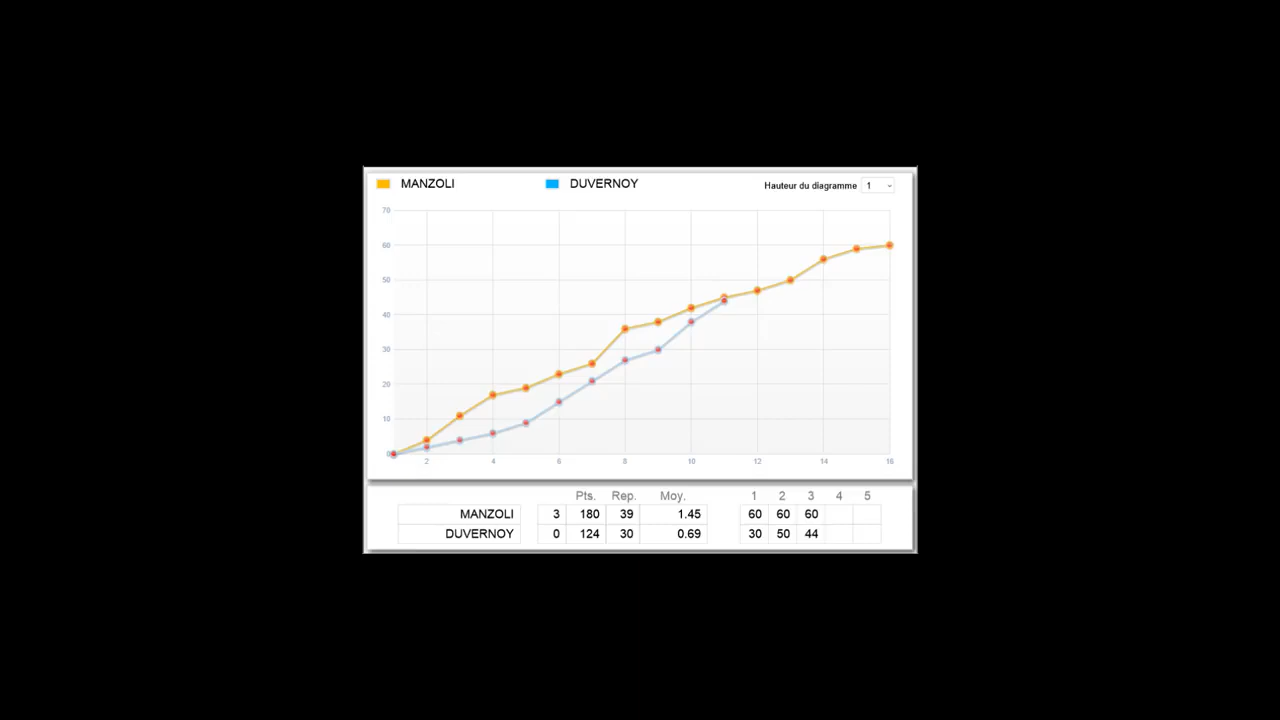 MANZOLI DUVERNOY Hauteur du diagramme 1
70
60
50
40
30
20
10
0
2 4 6 8 10 12 14 16
Pts. Rep. Moy. 1 2 3 4 5
MANZOLI 3 180 39 1.45 60 60 60
DUVERNOY 0 124 30 0.69 30 50 44